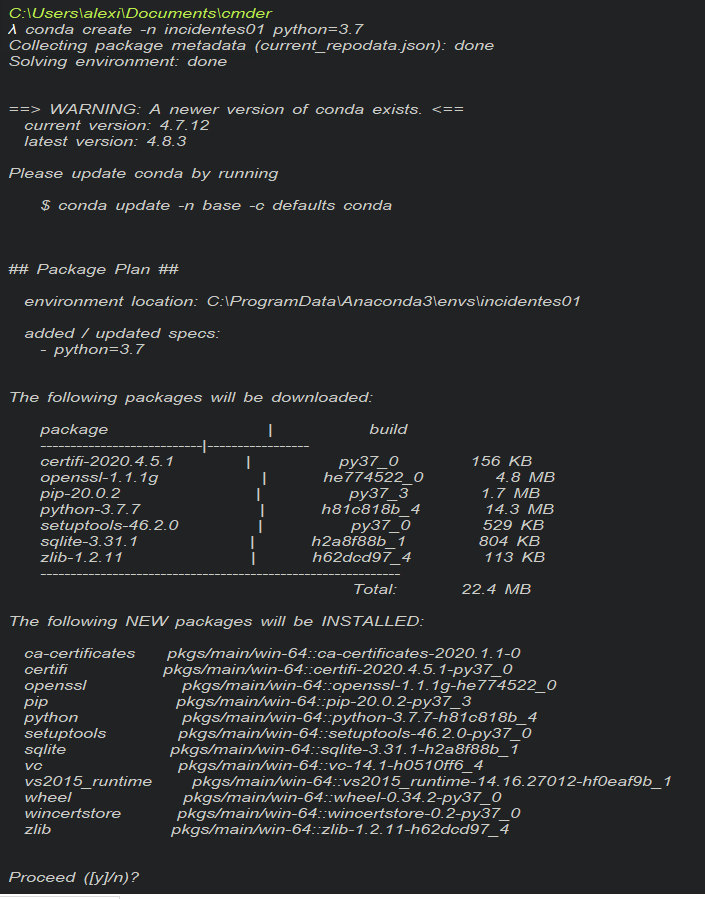 C:\Users\alexi\Documents\cmder
λ conda create -n incidentes01 python=3.7
Collecting package metadata (current_repodata.json): done
Solving environment: done
==> WARNING: A newer version of conda exists. <==
current version: 4.7.12
latest version: 4.8.3
Please update conda by running
$ conda update -n base -c defaults conda
## Package Plan ##
environment location: C:\ProgramData\Anaconda3\envs\incidentes01
added / updated specs:
- python=3.7
The following packages will be downloaded:
package | build
---------------------------|-----------------
certifi-2020.4.5.1 | py37_0 156 KB
openssl-1.1.1g | he774522_0 4.8 MB
pip-20.0.2 | py37_3 1.7 MB
python-3.7.7 | h81c818b_4 14.3 MB
setuptools-46.2.0 | py37_0 529 KB
sqlite-3.31.1 | h2a8f88b_1 804 KB
zlib-1.2.11 | h62dcd97_4 113 KB
------------------------------------------------------------
Total: 22.4 MB
The following NEW packages will be INSTALLED:
ca-certificates pkgs/main/win-64::ca-certificates-2020.1.1-0
certifi pkgs/main/win-64::certifi-2020.4.5.1-py37_0
openssl pkgs/main/win-64::openssl-1.1.1g-he774522_0
pip pkgs/main/win-64::pip-20.0.2-py37_3
python pkgs/main/win-64::python-3.7.7-h81c818b_4
setuptools pkgs/main/win-64::setuptools-46.2.0-py37_0
sqlite pkgs/main/win-64::sqlite-3.31.1-h2a8f88b_1
vc pkgs/main/win-64::vc-14.1-h0510ff6_4
vs2015_runtime pkgs/main/win-64::vs2015_runtime-14.16.27012-hf0eaf9b_1
wheel pkgs/main/win-64::wheel-0.34.2-py37_0
wincertstore pkgs/main/win-64::wincertstore-0.2-py37_0
zlib pkgs/main/win-64::zlib-1.2.11-h62dcd97_4
Proceed ([y]/n)?